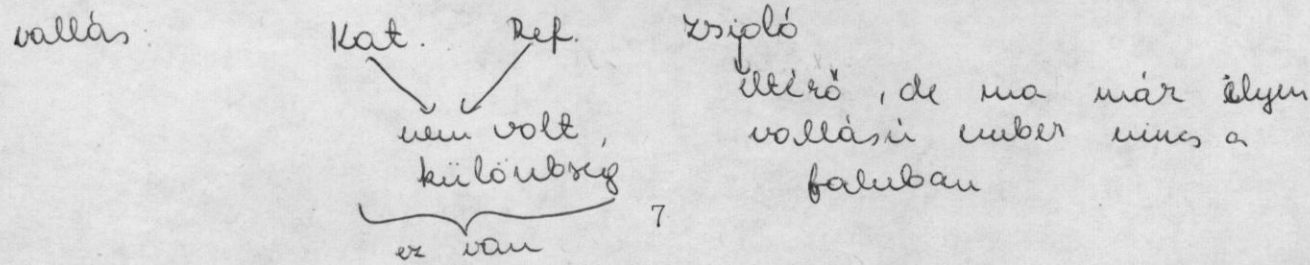 vallás Kat. Ref. zsidó
eltérő, de ma már ilyen
nem volt, vallású ember nincs a
különbség faluban
7
ez van